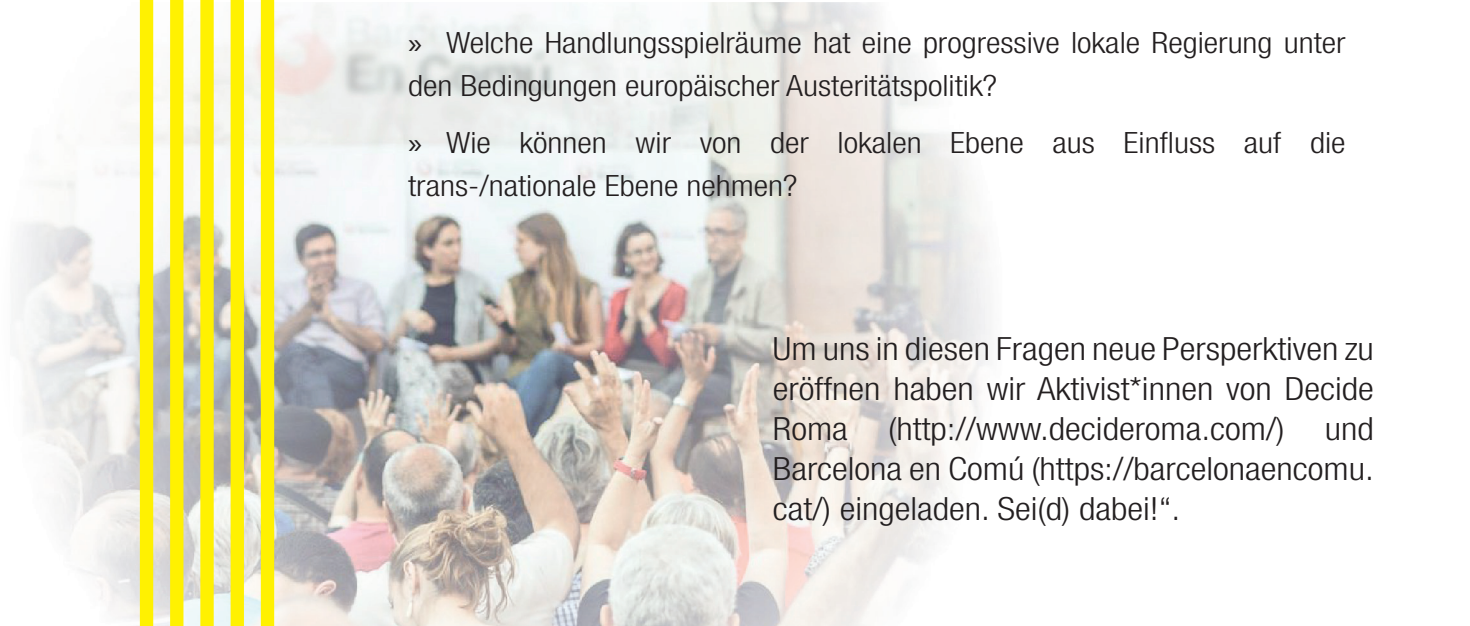 En Comú
» Welche Handlungsspielräume hat eine progressive lokale Regierung unter
den Bedingungen europäischer Austeritätspolitik?
» Wie können wir von der lokalen Ebene aus Einfluss auf die
trans-/nationale Ebene nehmen?
Um uns in diesen Fragen neue Persperktiven zu
eröffnen haben wir Aktivist*innen von Decide
Roma (http://www.decideroma.com/) und
Barcelona en Comú (https://barcelonaencomu.
cat/) eingeladen. Sei(d) dabei!“.